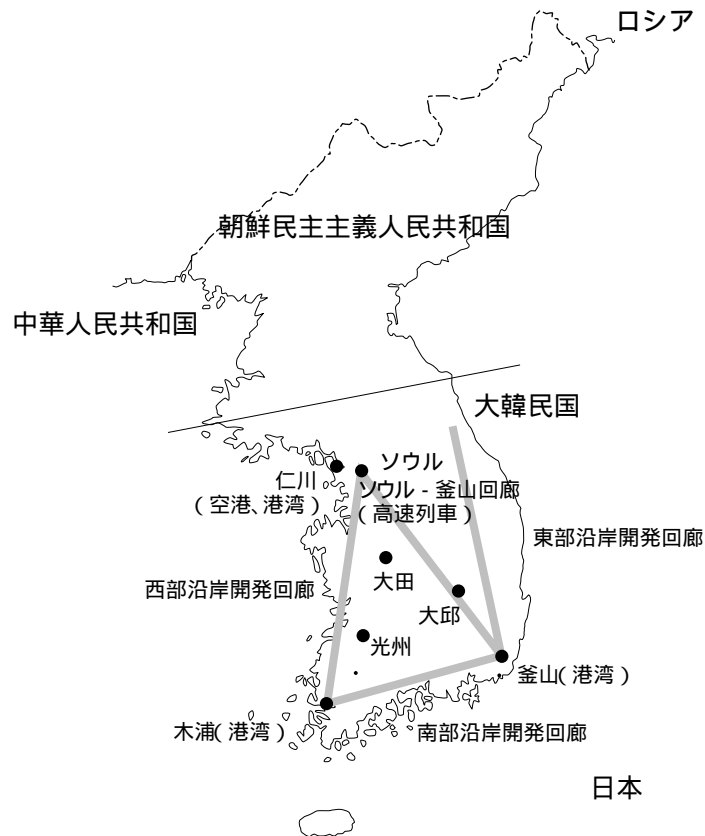 ロシア
朝鮮民主主義人民共和国
中華人民共和国
大韓民国
ソウル
仁川
(空港、港湾)
ソウル - 釜山回廊
(高速列車)
東部沿岸開発回廊
大田
西部沿岸開発回廊
大邱
光州
釜山(港湾)
木浦(港湾)
南部沿岸開発回廊
日本